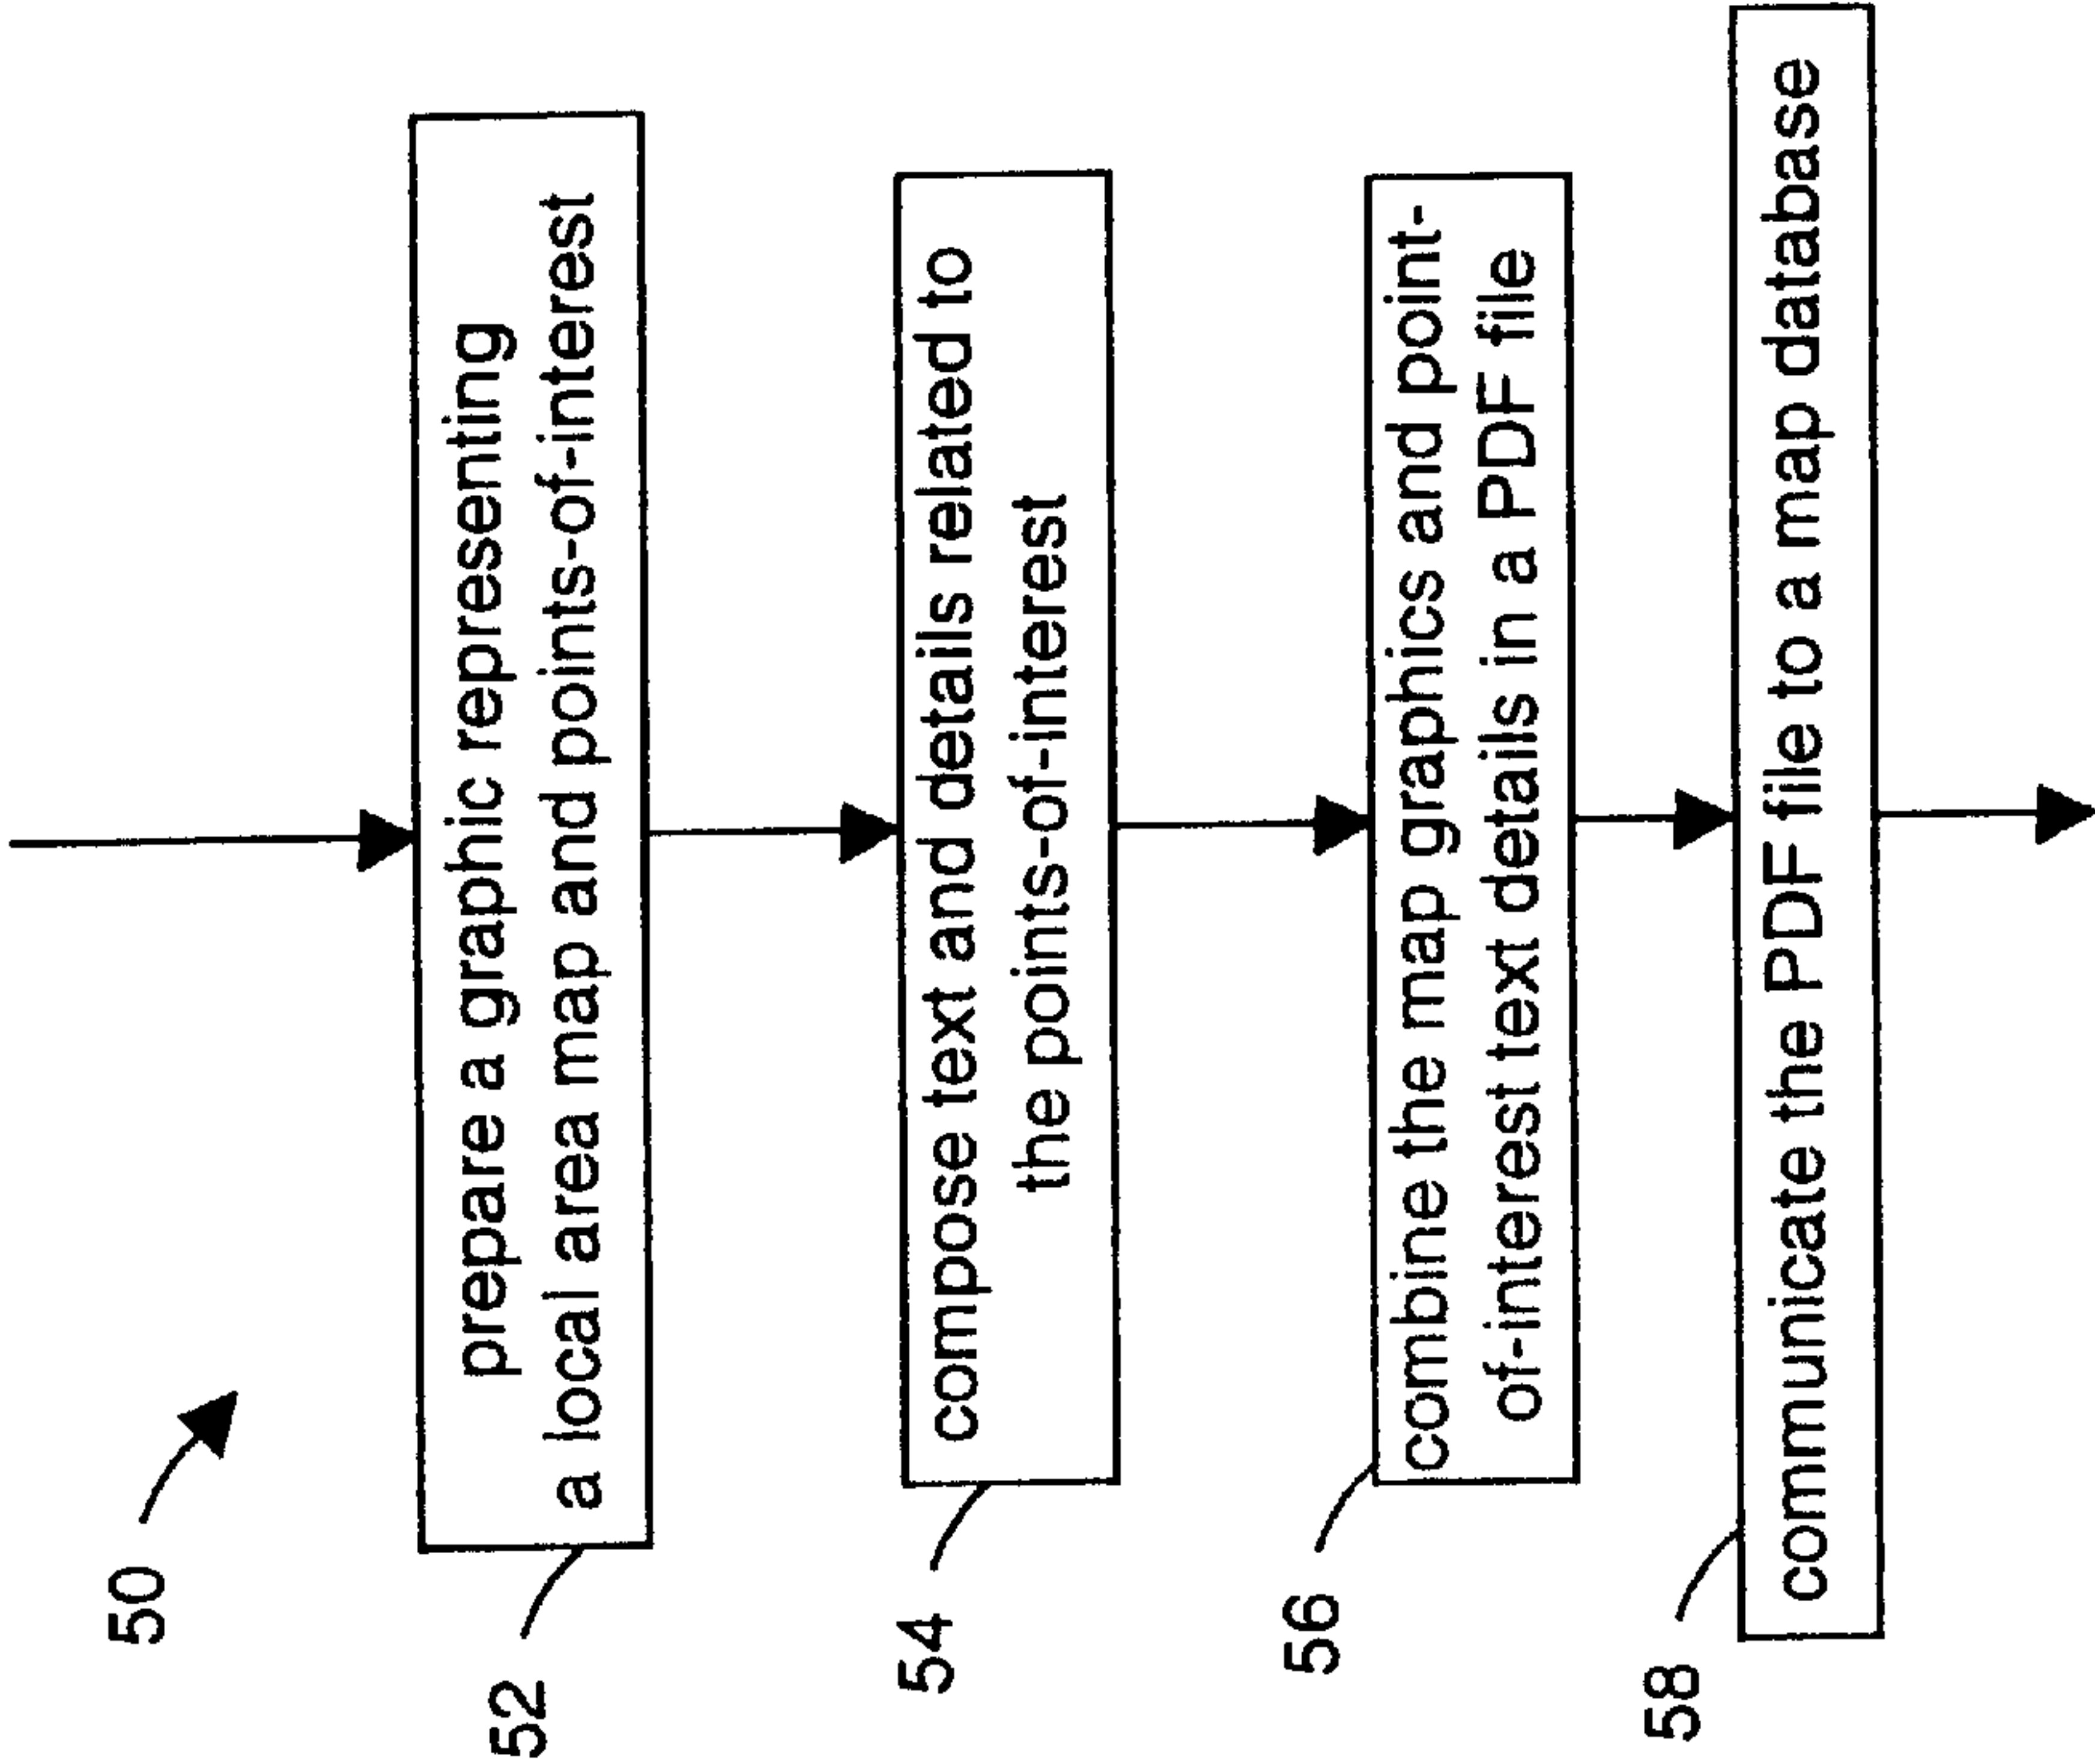 50
52
prepare a graphic representing
a local area map and points-of-interest
54
compose text and details related to
the points-of-interest
56
combine the map graphics and point-
of-interest text details in a PDF file
58
communicate the PDF file to a map database